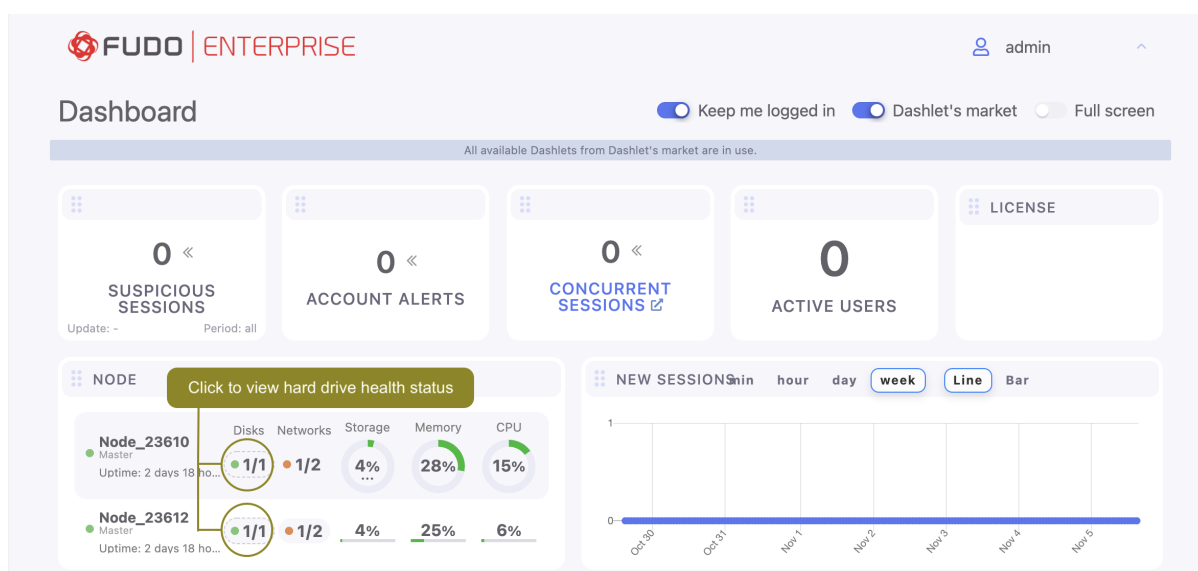 FUDO ENTERPRISE
admin
Dashboard
Keep me logged in
Dashlet's market
Full screen
All available Dashlets from Dashlet's market are in use.
0
SUSPICIOUS
SESSIONS
Update: -
Period: all
0
ACCOUNT ALERTS
0
CONCURRENT
SESSIONS
0
ACTIVE USERS
LICENSE
NODE
Click to view hard drive health status
Disks
Networks
Storage
Memory
CPU
Node_23610
Master
Uptime: 2 days 18 ho...
1/1
1/2
4%
...
28%
15%
Node_23612
Master
Uptime: 2 days 18 ho...
1/1
1/2
4%
25%
6%
NEW SESSIONS
min
hour
day
week
Line
Bar
1
0
Oct 30
Oct 31
Nov 1
Nov 2
Nov 3
Nov 4
Nov 5